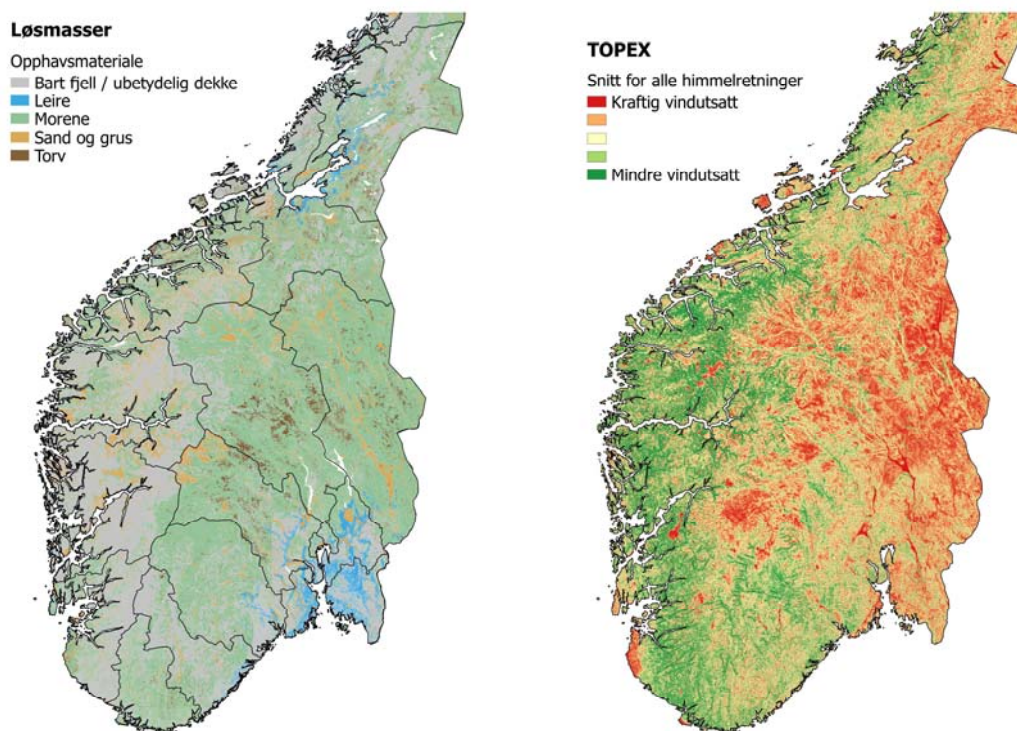 Løsmasser
Opphavsmateriale
Bart fjell / ubetydelig dekke
Leire
Morene
Sand og grus
Torv
TOPEX
Snitt for alle himmelretninger
Kraftig vindutsatt
Mindre vindutsatt